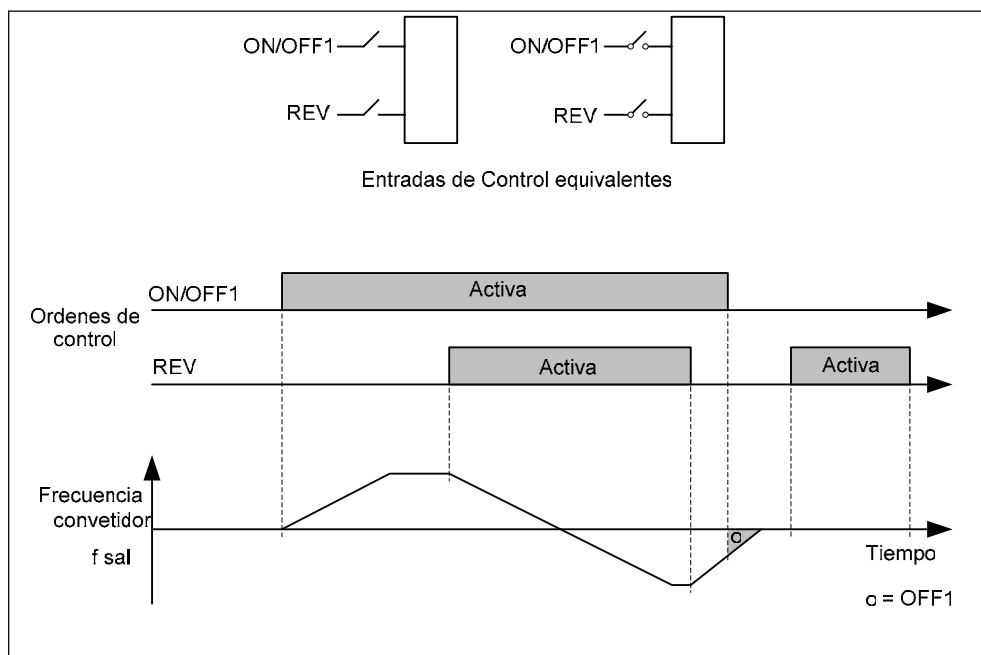 ON/OFF1
ON/OFF1
REV
REV
Entradas de Control equivalentes
ON/OFF1
Activa
Ordenes de
control
REV
Activa
Activa
Frecuencia
convetidor
f sal
α
Tiempo
α = OFF1